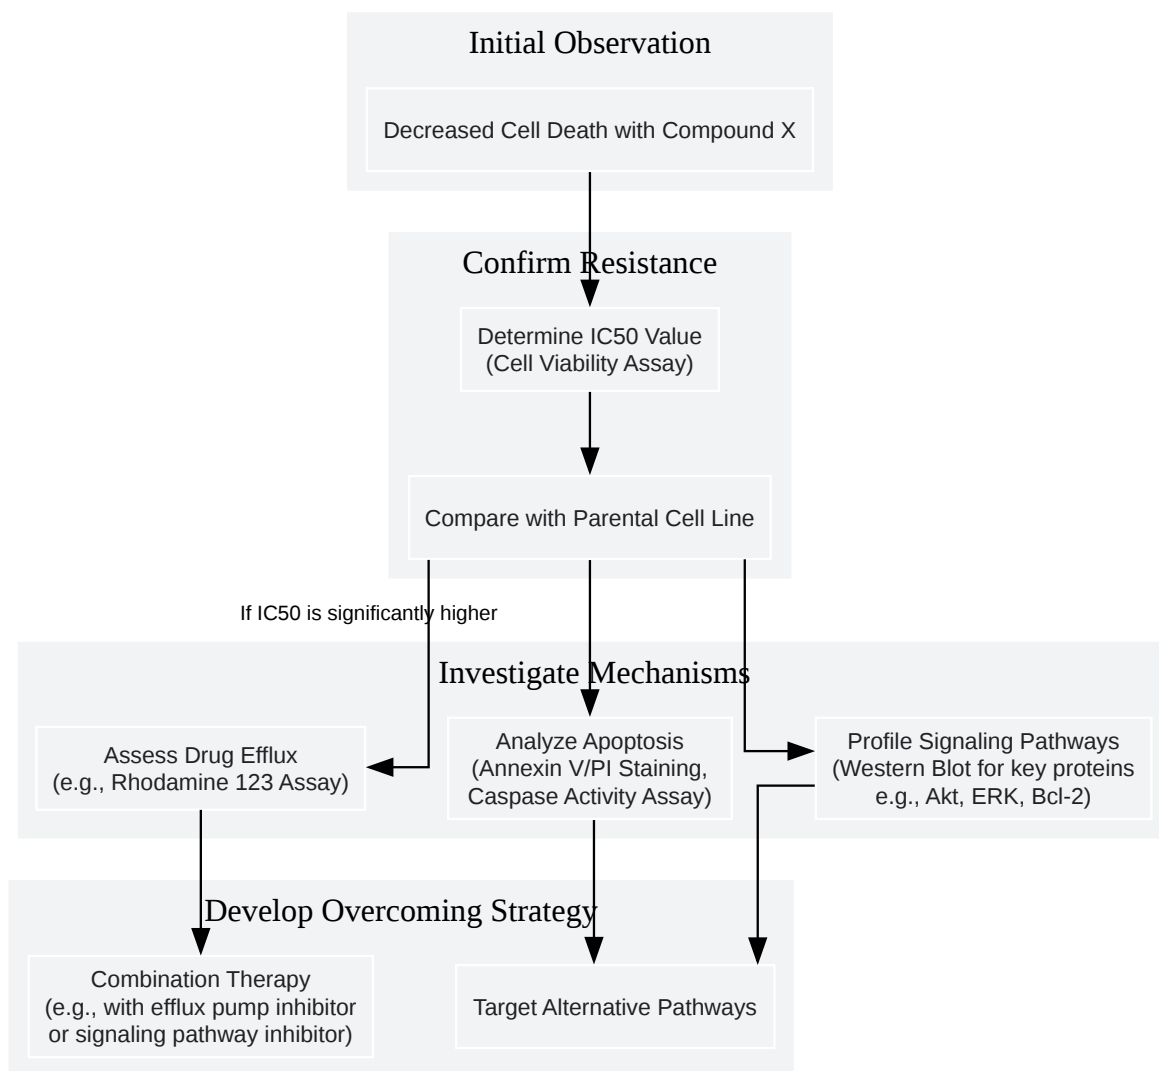 Initial Observation
Decreased Cell Death with Compound X
Confirm Resistance
Determine IC50 Value
(Cell Viability Assay)
Compare with Parental Cell Line
If IC50 is significantly higher
Investigate Mechanisms
Assess Drug Efflux
(e.g., Rhodamine 123 Assay)
Analyze Apoptosis
(Annexin V/PI Staining,
Caspase Activity Assay)
Profile Signaling Pathways
(Western Blot for key proteins
e.g., Akt, ERK, Bcl-2)
Develop Overcoming Strategy
Combination Therapy
(e.g., with efflux pump inhibitor
or signaling pathway inhibitor)
Target Alternative Pathways